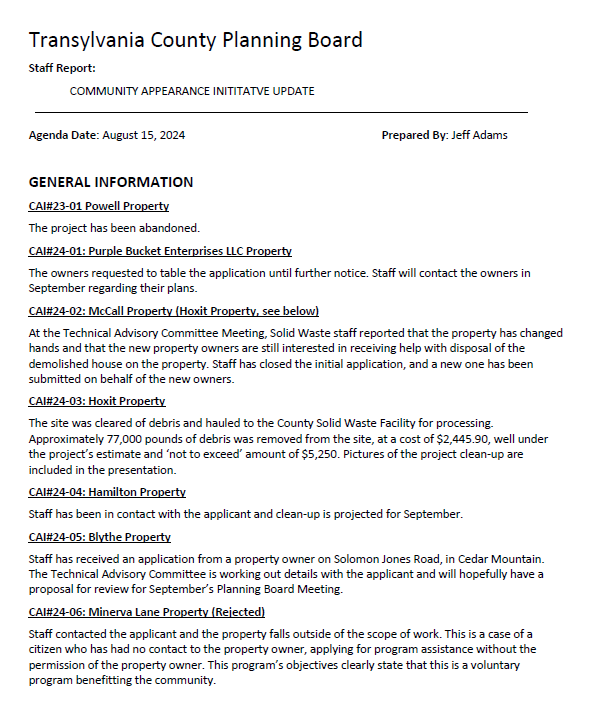 Transylvania County Planning Board
Staff Report:
COMMUNITY APPEARANCE INITITATVE UPDATE
Agenda Date: August 15, 2024 Prepared By: Jeff Adams
GENERAL INFORMATION
CAI#23-01 Powell Property
The project has been abandoned.
CAI#24-01: Purple Bucket Enterprises LLC Property
The owners requested to table the application until further notice. Staff will contact the owners in
September regarding their plans.
CAI#24-02: McCall Property (Hoxit Property, see below)
At the Technical Advisory Committee Meeting, Solid Waste staff reported that the property has changed
hands and that the new property owners are still interested in receiving help with disposal of the
demolished house on the property. Staff has closed the initial application, and a new one has been
submitted on behalf of the new owners.
CAI#24-03: Hoxit Property
The site was cleared of debris and hauled to the County Solid Waste Facility for processing.
Approximately 77,000 pounds of debris was removed from the site, at a cost of $2,445.90, well under
the project's estimate and 'not to exceed' amount of $5,250. Pictures of the project clean-up are
included in the presentation.
CAI#24-04: Hamilton Property
Staff has been in contact with the applicant and clean-up is projected for September.
CAI#24-05: Blythe Property
Staff has received an application from a property owner on Solomon Jones Road, in Cedar Mountain.
The Technical Advisory Committee is working out details with the applicant and will hopefully have a
proposal for review for September's Planning Board Meeting.
CAI#24-06: Minerva Lane Property (Rejected)
Staff contacted the applicant and the property falls outside of the scope of work. This is a case of a
citizen who has had no contact to the property owner, applying for program assistance without the
permission of the property owner. This program's objectives clearly state that this is a voluntary
program benefitting the community.